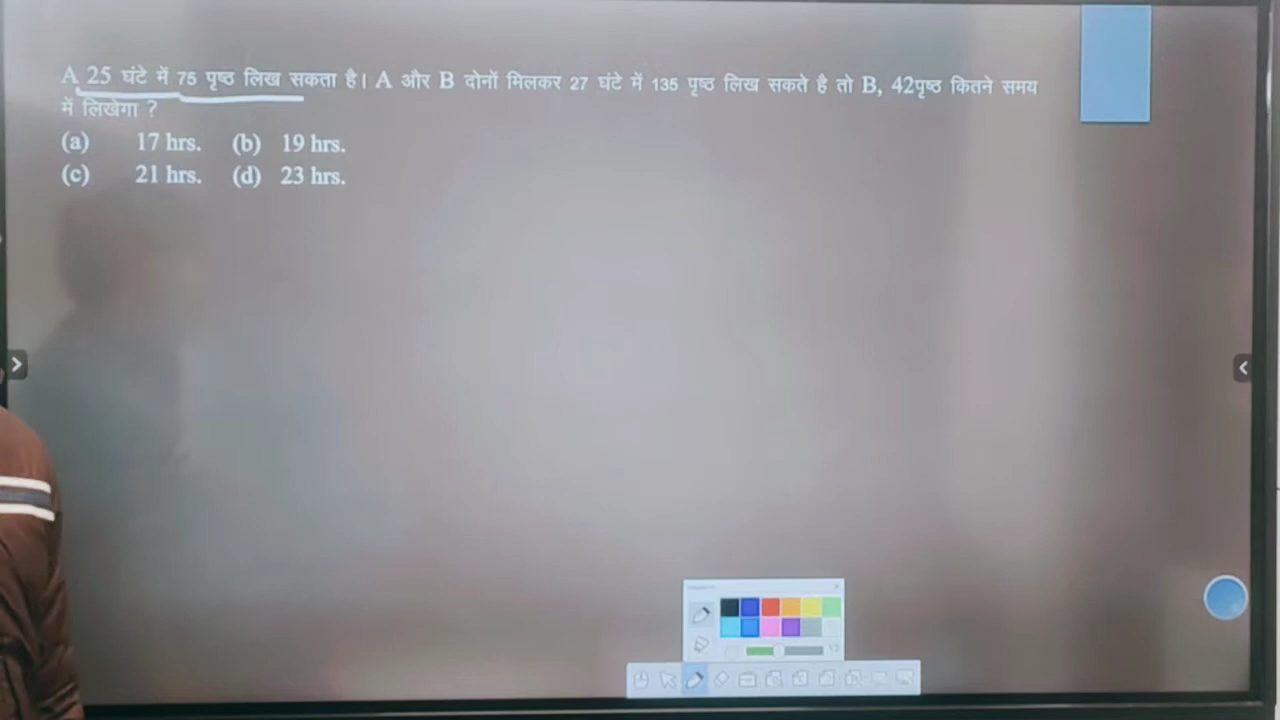 A 25 घंटे में 75 पृष्ठ लिख सकता है। A और B दोनों मिलकर 27 घंटे में 135 पृष्ठ लिख सकते है तो B, 42पृष्ठ कितने समय
में लिखेगा ?
(a) 17 hrs. (b) 19 hrs.
(c) 21 hrs. (d) 23 hrs.
13